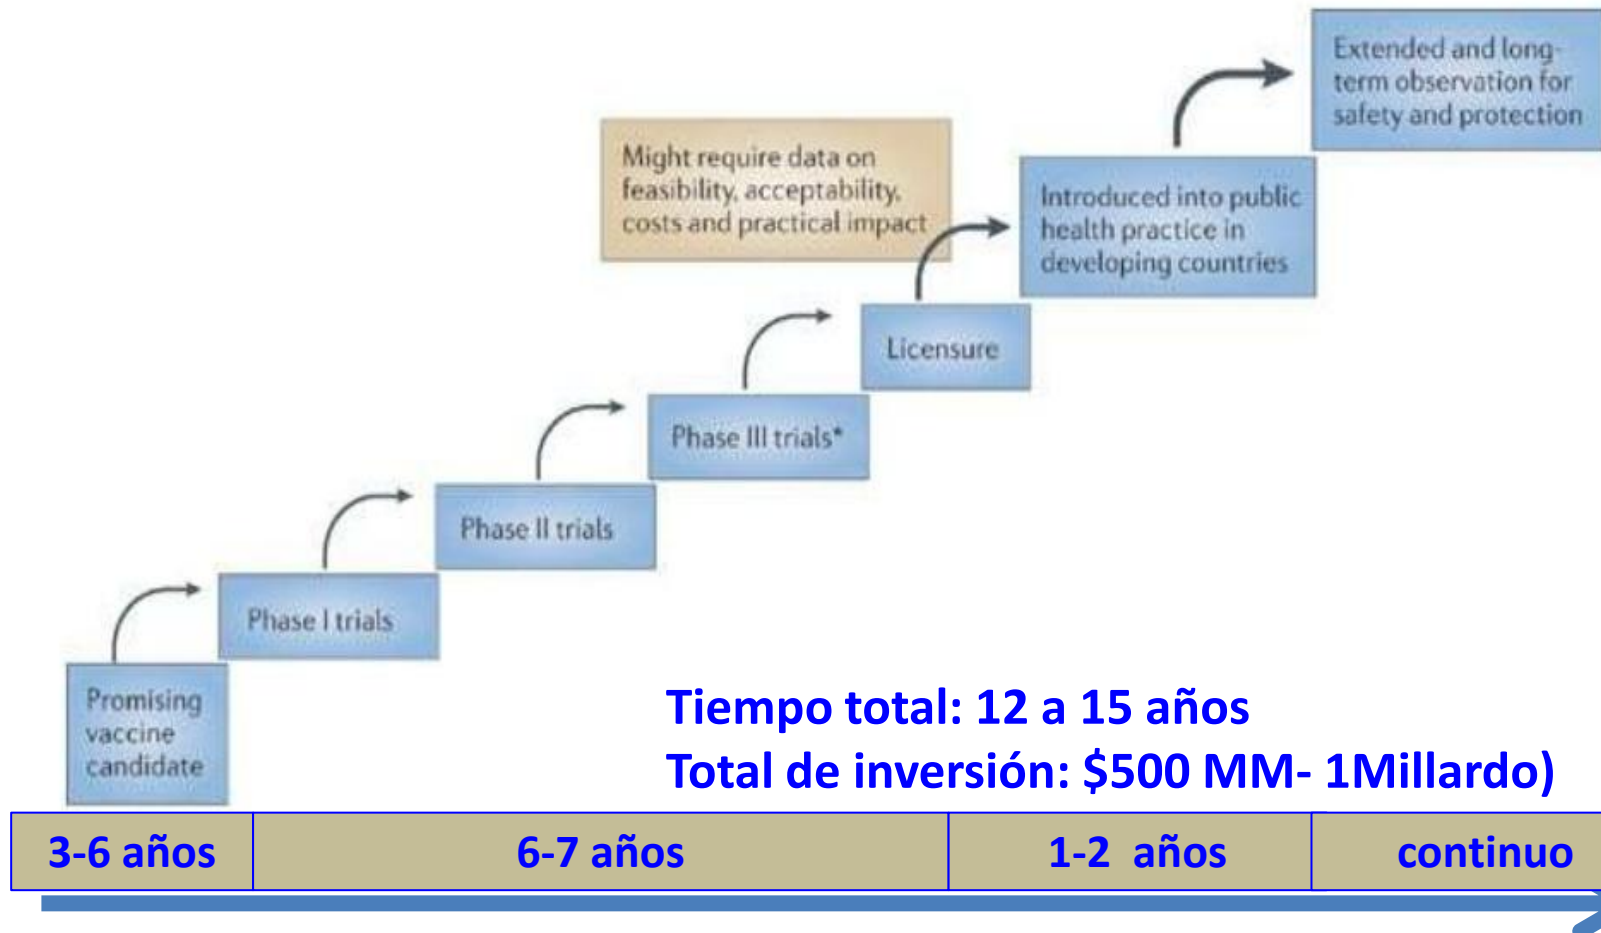 Extended and long-
term observation for
safety and protection
Might require data on
feasibility, acceptability,
costs and practical impact
Introduced into public
health practice in
developing countries
Licensure
Phase III trials*
Phase II trials
Phase I trials
Promising
vaccine
candidate
Tiempo total: 12 a 15 años
Total de inversión: $500 MM- 1Millardo)
3-6 años
6-7 años
1-2 años
continuo